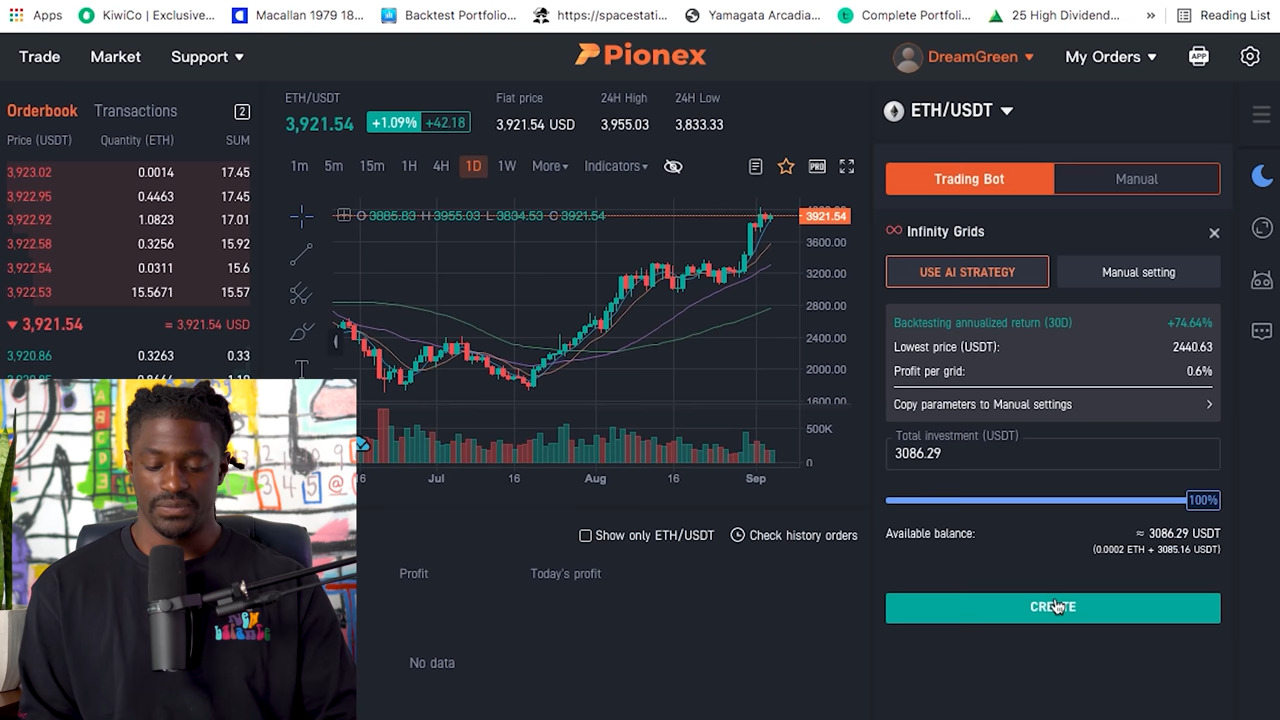 Apps KiwiCo | Exclusive... Macallan 1979 18... Backtest Portfolio... https://spacestati... Yamagata Arcadia... Complete Portfoli... 25 High Dividend... » Reading List
Trade Market Support Pionex DreamGreen My Orders APP
Orderbook Transactions 2
Price (USDT) Quantity (ETH) SUM
3,923.02 0.0014 17.45
3,922.95 0.4463 17.45
3,922.92 1.0823 17.01
3,922.58 0.3256 15.92
3,922.54 0.0311 15.6
3,922.53 15.5671 15.57
3,921.54 = 3,921.54 USD
3,920.86 0.3263 0.33
ETH/USDT Fiat price 24H High 24H Low
3,921.54 +1.09% +42.18 3,921.54 USD 3,955.03 3,833.33
1m 5m 15m 1H 4H 1D 1W More Indicators PRO
O 3885.83 H 3955.03 L 3834.53 C 3921.54
3921.54
3600.00
3200.00
2800.00
2400.00
2000.00
1600.00
500K
0
16 Jul 16 Aug 16 Sep
Show only ETH/USDT Check history orders
Profit Today's profit
No data
ETH/USDT
Trading Bot Manual
Infinity Grids
USE AI STRATEGY Manual setting
Backtesting annualized return (30D) +74.64%
Lowest price (USDT): 2440.63
Profit per grid: 0.6%
Copy parameters to Manual settings
Total investment (USDT)
3086.29
100%
Available balance: ≈ 3086.29 USDT
(0.0002 ETH + 3085.16 USDT)
CREATE
new
balance